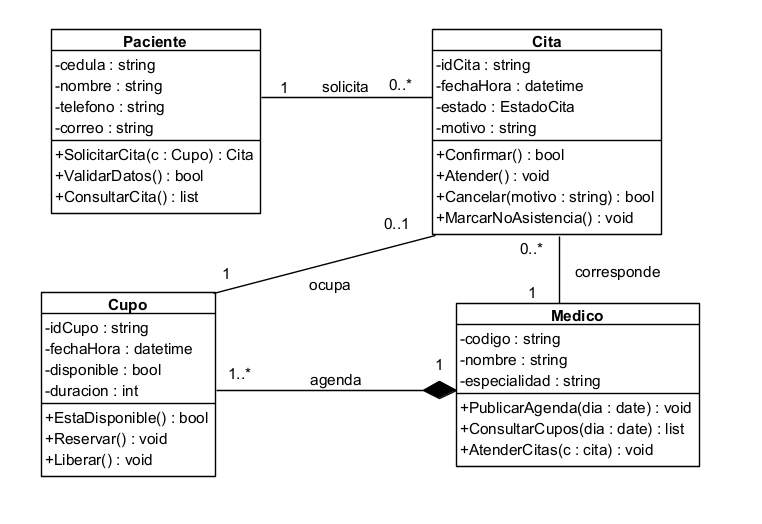 Paciente
-cedula : string
-nombre : string
-telefono : string
-correo : string
+SolicitarCita(c : Cupo) : Cita
+ValidarDatos() : bool
+ConsultarCita() : list
1
solicita
0..*
Cita
-idCita : string
-fechaHora : datetime
-estado : EstadoCita
-motivo : string
+Confirmar() : bool
+Atender() : void
+Cancelar(motivo : string) : bool
+MarcarNoAsistencia() : void
0..1
ocupa
1
0..*
corresponde
1
Cupo
-idCupo : string
-fechaHora : datetime
-disponible : bool
-duracion : int
+EstaDisponible() : bool
+Reservar() : void
+Liberar() : void
1..*
agenda
1
Medico
-codigo : string
-nombre : string
-especialidad : string
+PublicarAgenda(dia : date) : void
+ConsultarCupos(dia : date) : list
+AtenderCitas(c : cita) : void